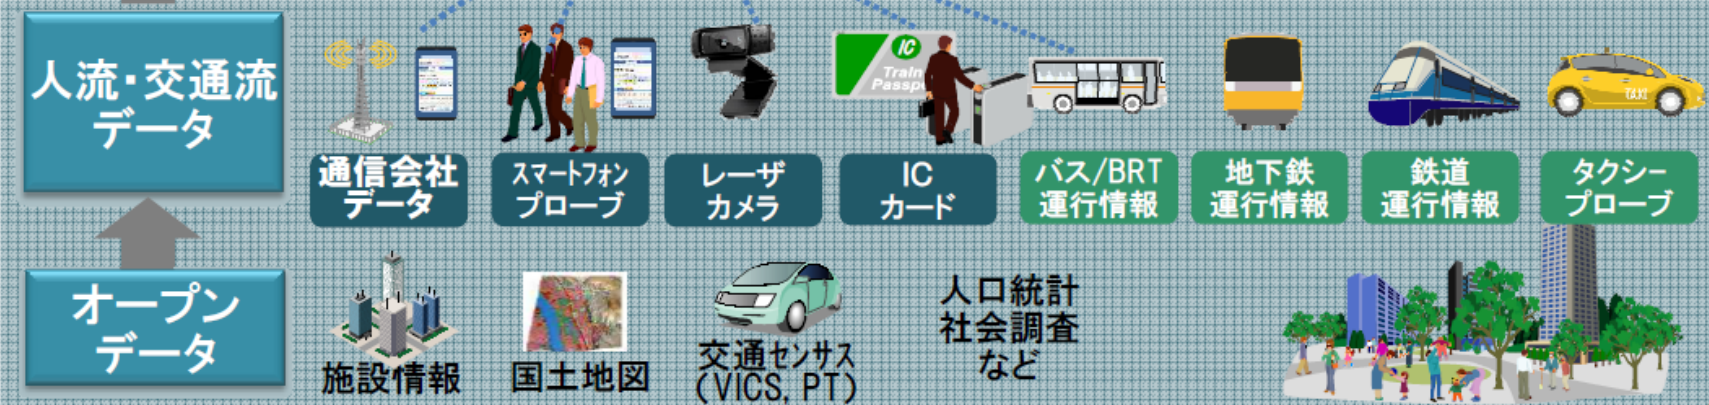 人流・交通流
データ
IC
Train
Passp
TAXI
通信会社
データ
スマートフォン
プローブ
レーザ
カメラ
IC
カード
バス/BRT
運行情報
地下鉄
運行情報
鉄道
運行情報
タクシー
プローブ
オープン
データ
施設情報
国土地図
交通センサス
(VICS, PT)
人口統計
社会調査
など